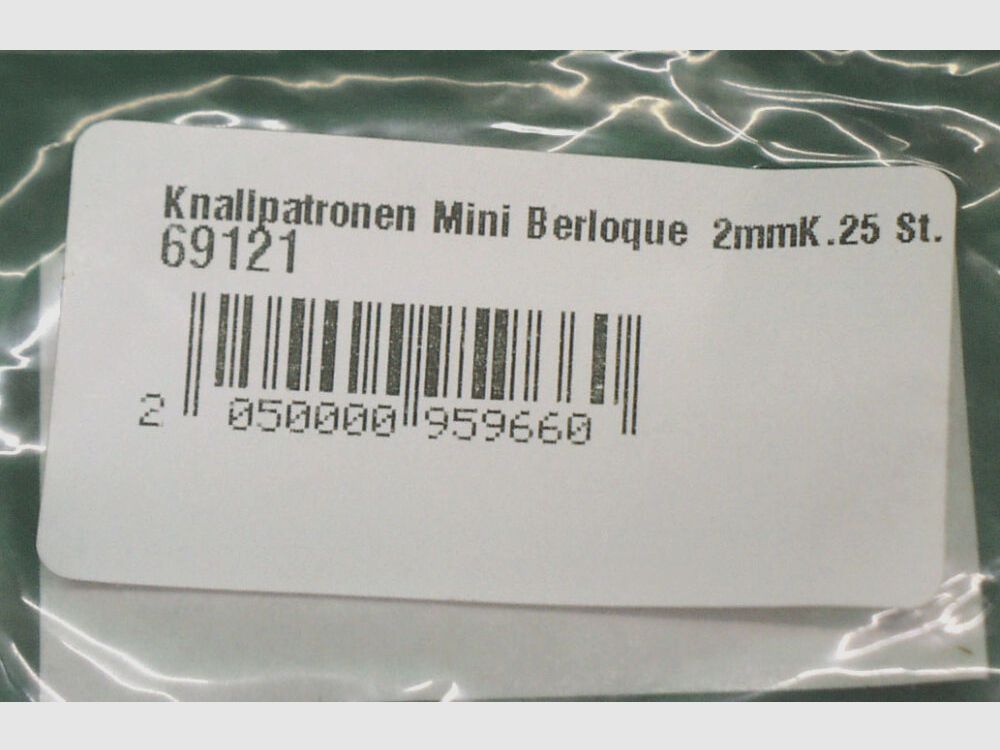 Knallpatronen Mini Berloque 2mmK.25 St.
69121
2 050000 959660